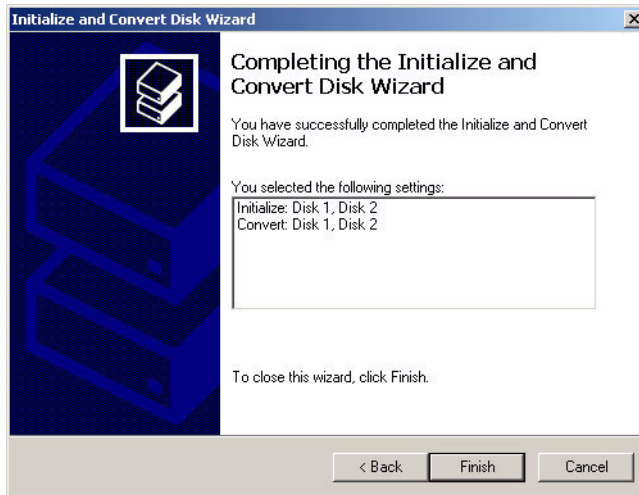 Initialize and Convert Disk Wizard
Completing the Initialize and
Convert Disk Wizard
You have successfully completed the Initialize and Convert
Disk Wizard.
You selected the following settings:
Initialize: Disk 1, Disk 2
Convert: Disk 1, Disk 2
To close this wizard, click Finish.
< Back Finish Cancel